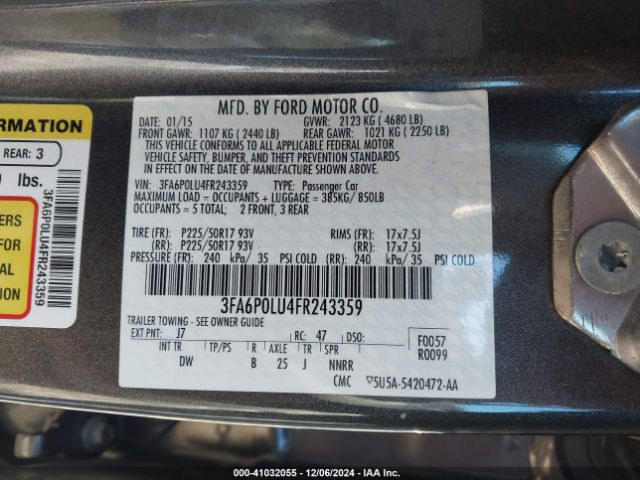 MFD. BY FORD MOTOR CO.
DATE: 01/15 GVWR: 2123 KG ( 4680 LB)
FRONT GAWR: 1107 KG ( 2440 LB) REAR GAWR: 1021 KG ( 2250 LB)
THIS VEHICLE CONFORMS TO ALL APPLICABLE FEDERAL MOTOR
VEHICLE SAFETY, BUMPER, AND THEFT PREVENTION STANDARDS
IN EFFECT ON THE DATE OF MANUFACTURE SHOWN ABOVE.
VIN: 3FA6P0LU4FR243359 TYPE: Passenger Car
MAXIMUM LOAD = OCCUPANTS + LUGGAGE = 385KG/ 850LB
OCCUPANTS = 5 TOTAL; 2 FRONT, 3 REAR
TIRE (FR): P225/50R17 93V RIMS (FR): 17x7.5J
(RR): P225/50R17 93V (RR): 17x7.5J
PRESSURE (FR): 240 kPa/ 35 PSI COLD (RR): 240 kPa/ 35 PSI COLD
3FA6P0LU4FR243359
TRAILER TOWING - SEE OWNER GUIDE
EXT PNT: J7 RC: 47 DSO: F0057
R0099
INT TR TP/PS R AXLE TR SPR
DW B 25 J NNRR
CMC 5U5A-5420472-AA
ORMATION
REAR: 3
lbs.
ERS
FOR
AL
ON
3FA6P0LU4FR243359
0000-41032055 - 12/06/2024 - IAA Inc.